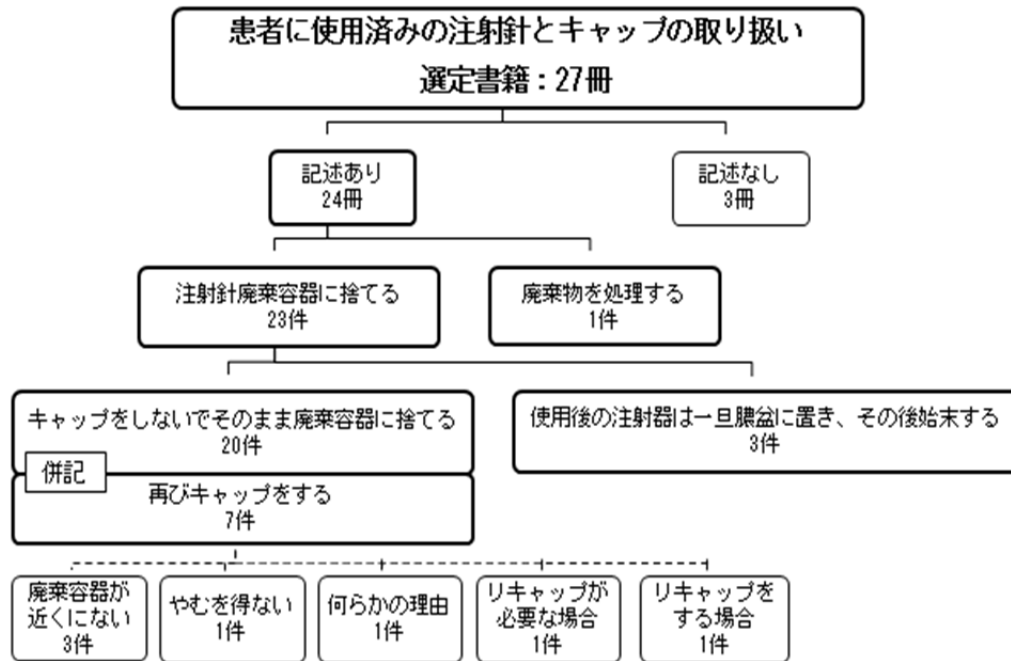 患者に使用済みの注射針とキャップの取り扱い
選定書籍：27冊
記述あり
24冊
記述なし
3冊
注射針廃棄容器に捨てる
23件
廃棄物を処理する
1件
キャップをしないでそのまま廃棄容器に捨てる
20件
使用後の注射器は一旦膿盆に置き、その後始末する
3件
併記
再びキャップをする
7件
廃棄容器が
近くにない
3件
やむを得ない
1件
何らかの理由
1件
リキャップが
必要な場合
1件
リキャップを
する場合
1件